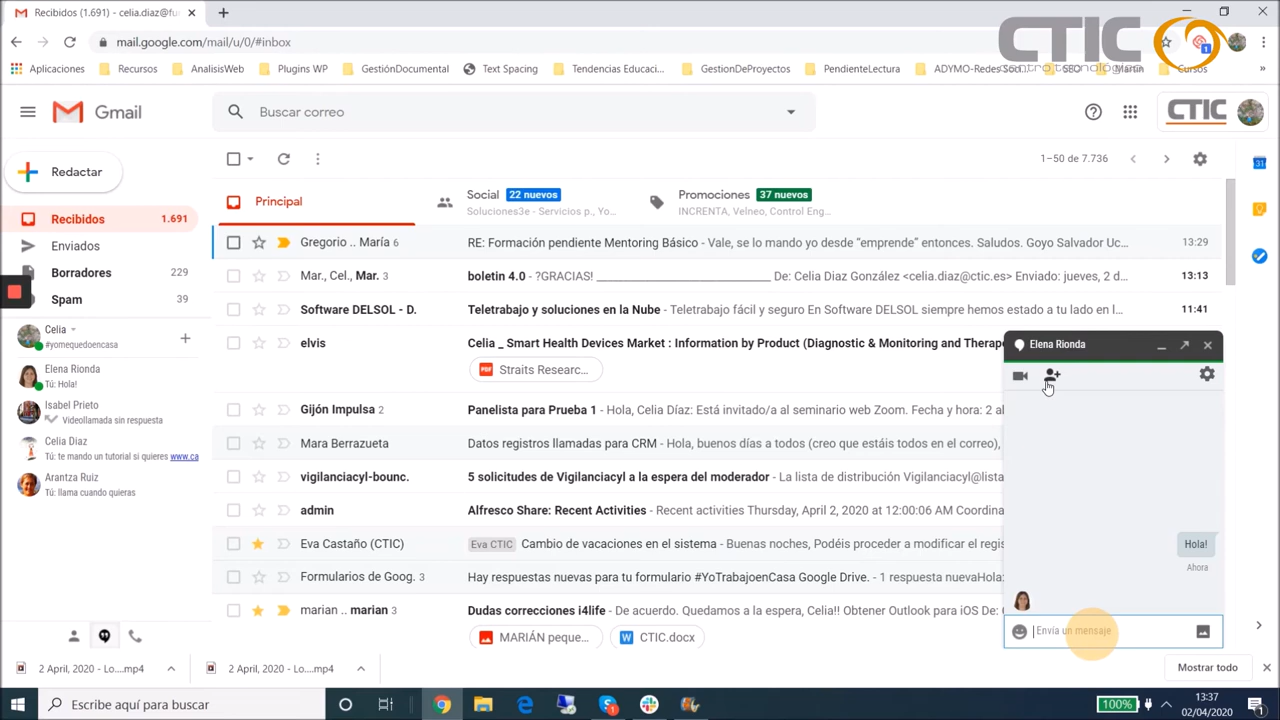 Recibidos (1.691) - celia.diaz@fu
mail.google.com/mail/u/0/#inbox
CTIC
centro tecnológico
Aplicaciones
Recursos
AnalisisWeb
Plugins WP
GestiónDocumental
Text Spacing
Tendencias Educaci...
GestionDeProyectos
PendienteLectura
ADYMO-Redes Soci...
SEO
Martin
Cursos
»
Gmail
Buscar correo
CTIC
Redactar
1–50 de 7.736
31
Recibidos 1.691
Enviados
Borradores 229
Spam 39
Principal
Social 22 nuevos
Soluciones3e - Servicios p., Yo...
Promociones 37 nuevos
INCRENTA, Velneo, Control Eng...
Gregorio .. María 6 RE: Formación pendiente Mentoring Básico - Vale, se lo mando yo desde “emprende” entonces. Saludos. Goyo Salvador Uc... 13:29
Mar., Cel., Mar. 3 boletin 4.0 - ?GRACIAS! ________________________ De: Celia Diaz González <celia.diaz@ctic.es> Enviado: jueves, 2 d... 13:13
Software DELSOL - D. Teletrabajo y soluciones en la Nube - Teletrabajo fácil y seguro En Software DELSOL siempre hemos estado a tu lado en l... 11:41
elvis Celia _ Smart Health Devices Market : Information by Product (Diagnostic & Monitoring and Therape
PDF Straits Researc...
Gijón Impulsa 2 Panelista para Prueba 1 - Hola, Celia Díaz: Está invitado/a al seminario web Zoom. Fecha y hora: 2 al
Mara Berrazueta Datos registros llamadas para CRM - Hola, buenos días a todos (creo que estáis todos en el correo),
vigilanciacyl-bounc. 5 solicitudes de Vigilanciacyl a la espera del moderador - La lista de distribución Vigilanciacyl@lista
admin Alfresco Share: Recent Activities - Recent activities Thursday, April 2, 2020 at 12:00:06 AM Coordina
Eva Castaño (CTIC) Eva CTIC Cambio de vacaciones en el sistema - Buenas noches, Podéis proceder a modificar el regis
Formularios de Goog. 3 Hay respuestas nuevas para tu formulario #YoTrabajoenCasa Google Drive. - 1 respuesta nuevaHola:
marian .. marian 3 Dudas correcciones i4life - De acuerdo. Quedamos a la espera, Celia!! Obtener Outlook para iOS De:
MARIÁN peque...
W CTIC.docx
Celia
#yomequedoencasa
Elena Rionda
Tú: Hola!
Isabel Prieto
Videollamada sin respuesta
Celia Diaz
Tú: te mando un tutorial si quieres www.ca
Arantza Ruiz
Tú: llama cuando quieras
Elena Rionda
Hola!
Ahora
Envía un mensaje
2 April, 2020 - Lo....mp4
2 April, 2020 - Lo....mp4
Mostrar todo
Escribe aquí para buscar
100%
13:37
02/04/2020